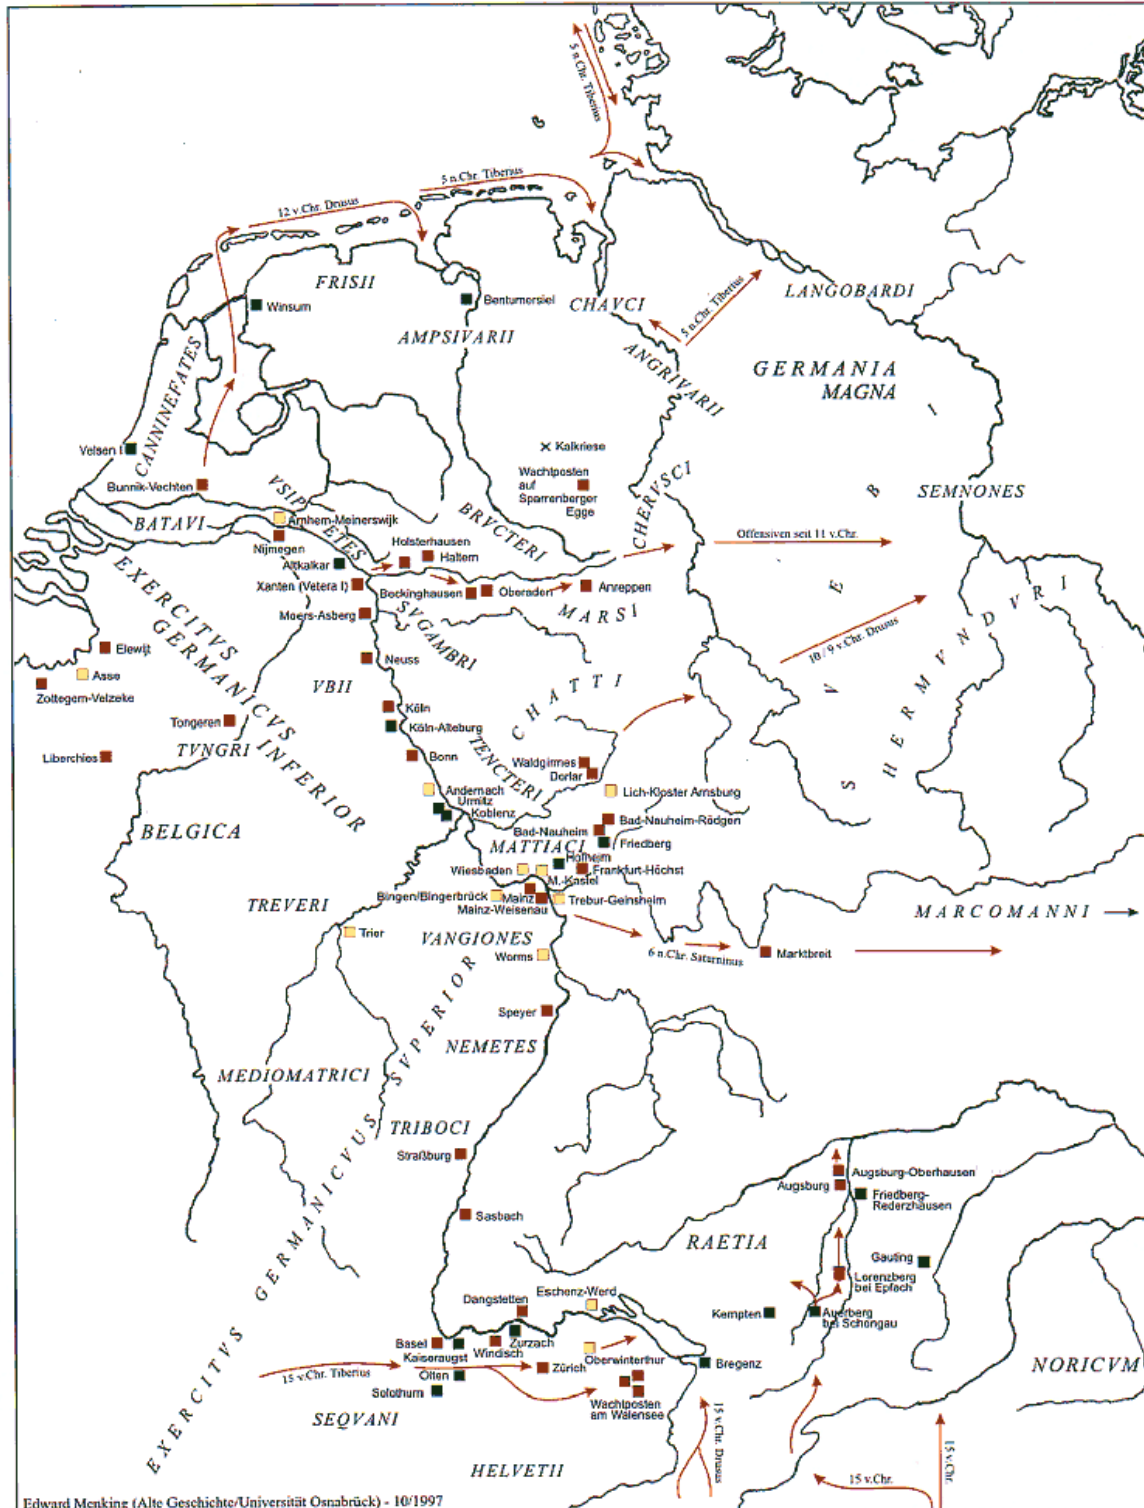 5 n.Chr. Tiberius
5 n.Chr. Tiberius
12 v.Chr. Drusus
FRISII
Winsum
Bentumersiel
CHAVCI
LANGOBARDI
5 n.Chr. Tiberius
AMPSIVARII
ANGRIVARII
GERMANIA
MAGNA
CANNINEFATES
Velsen I
Kalkriese
Bunnik-Vechten
Wachtposten
auf
Sparrenberger
Egge
CHERVSCI
SEMNONES
VSIPETES
BATAVI
Arnhem-Meinerswijk
Nijmegen
BRVCTERI
Offensiven seit 11 v.Chr.
Holsterhausen
Haltern
Altkalkar
Xanten (Vetera I)
Beckinghausen
Oberaden
Anreppen
Moers-Asberg
SVGAMBRI
MARSI
SVEBI
HERMVNDVRI
10 / 9 v.Chr. Drusus
EXERCITVS
GERMANICVS
INFERIOR
Elewijt
Asse
Zottegem-Velzeke
Neuss
VBII
CHATTI
Tongeren
TVNGRI
Liberchies
Köln
Köln-Alteburg
Bonn
TENCTERI
Waldgirmes
Dorlar
Andernach
Urmitz
Koblenz
Lich-Kloster Arnsburg
BELGICA
Bad-Nauheim-Rödgen
Bad-Nauheim
Friedberg
MATTIACI
Hofheim
Wiesbaden
Frankfurt-Höchst
M.-Kastel
Bingen/Bingerbrück
Mainz
Trebur-Geinsheim
Mainz-Weisenau
TREVERI
MARCOMANNI
Trier
VANGIONES
6 n.Chr. Saturninus
Marktbreit
Worms
Speyer
NEMETES
MEDIOMATRICI
TRIBOCI
Straßburg
EXERCITVS GERMANICVUS SVPERIOR
Augsburg-Oberhausen
Augsburg
Friedberg-
Rederzhausen
Sasbach
RAETIA
Gauting
Lorenzberg
bei Epfach
Dangstetten
Eschenz-Werd
Kempten
Auerberg
bei Schongau
Basel
Kaiseraugst
Windisch
Zurzach
Oberwinterthur
Bregenz
15 v.Chr. Tiberius
Olten
Zürich
NORICVM
Solothurn
Wachtposten
am Walensee
SEQVANI
15 v.Chr. Drusus
15 v.Chr.
HELVETII
15 v.Chr.
Edward Menking (Alte Geschichte/Universität Osnabrück) - 10/1997